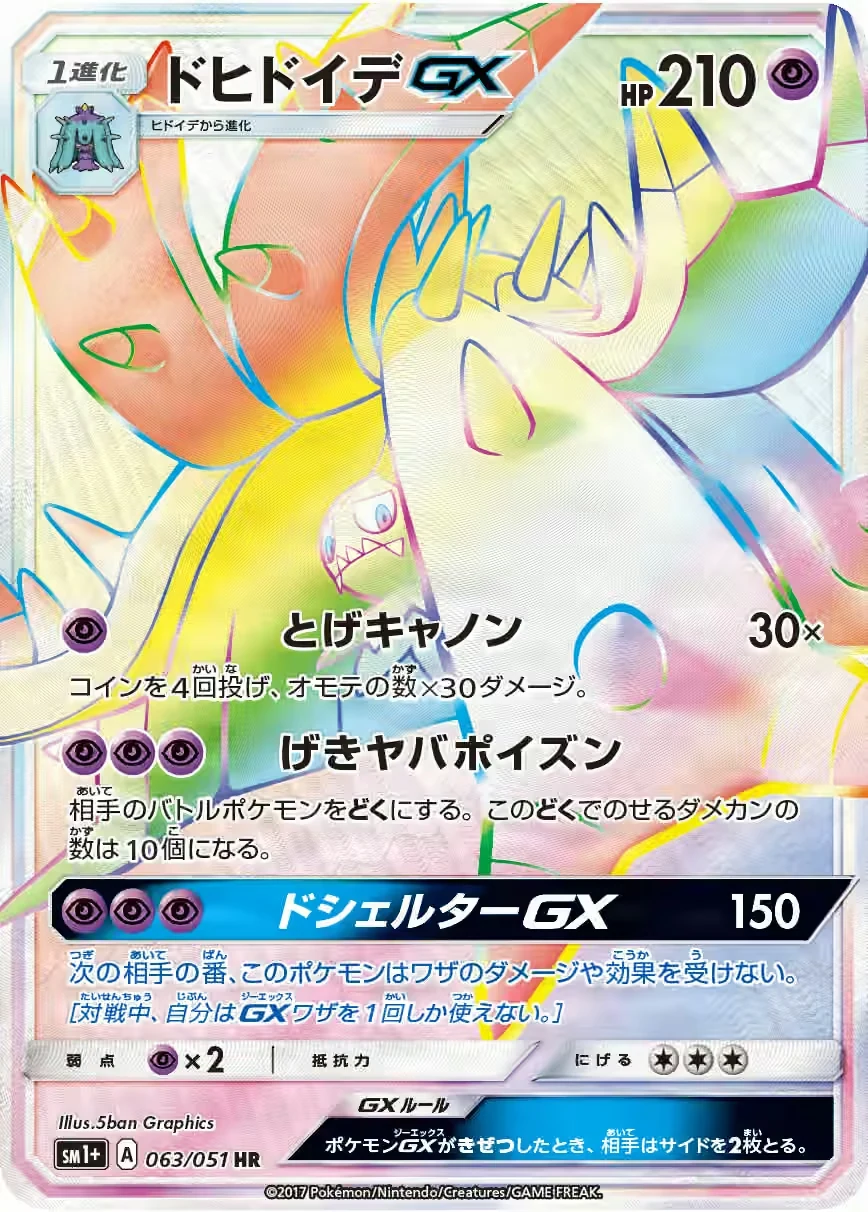 1進化
ドヒドイデGX
HP210
ヒドイデから進化
とげキャノン 30×
コインを4回投げ、オモテの数×30ダメージ。
げきヤバポイズン
相手のバトルポケモンをどくにする。このどくでのせるダメカンの
数は10個になる。
ドシェルターGX 150
次の相手の番、このポケモンはワザのダメージや効果を受けない。
[対戦中、自分はGXワザを1回しか使えない。]
弱点 ×2 抵抗力 にげる
GXルール
ポケモンGXがきぜつしたとき、相手はサイドを2枚とる。
Illus.5ban Graphics
SM1+ A 063/051 HR
©2017 Pokémon/Nintendo/Creatures/GAME FREAK.